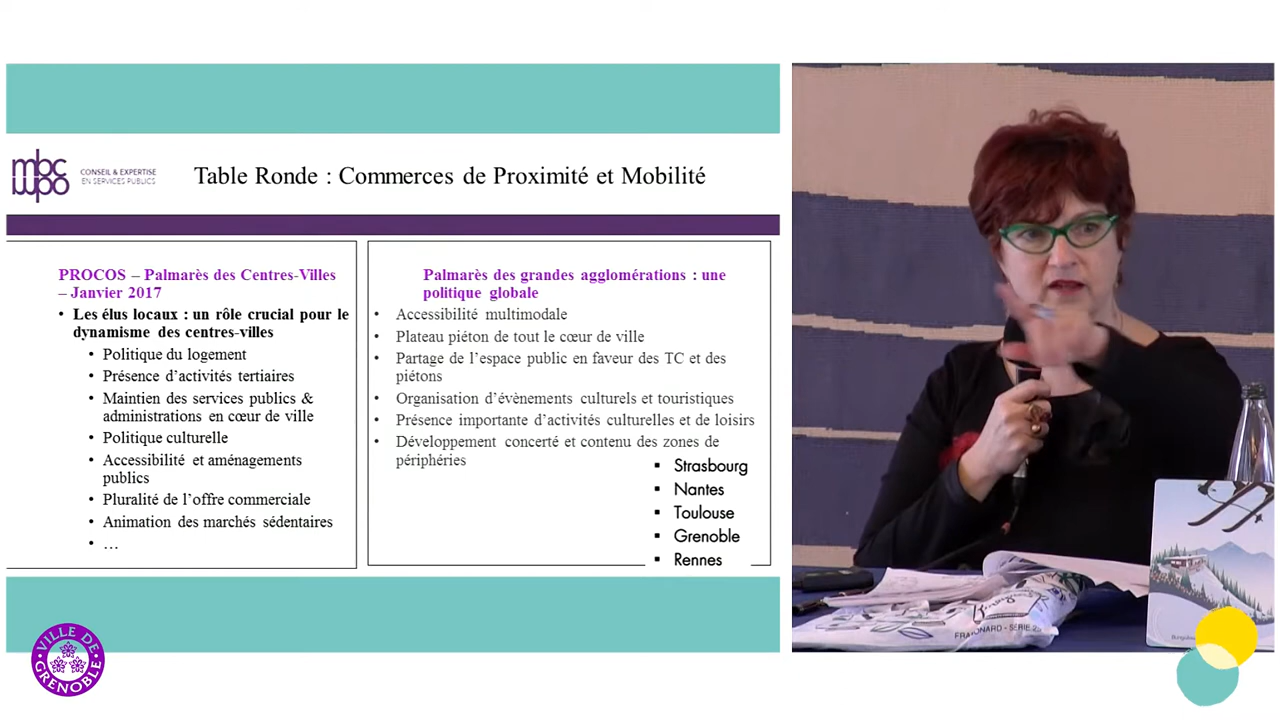 mbc
wpo
CONSEIL & EXPERTISE
EN SERVICES PUBLICS
Table Ronde : Commerces de Proximité et Mobilité
PROCOS – Palmarès des Centres-Villes
– Janvier 2017
• Les élus locaux : un rôle crucial pour le
dynamisme des centres-villes
• Politique du logement
• Présence d’activités tertiaires
• Maintien des services publics &
administrations en cœur de ville
• Politique culturelle
• Accessibilité et aménagements
publics
• Pluralité de l’offre commerciale
• Animation des marchés sédentaires
• …
Palmarès des grandes agglomérations : une
politique globale
• Accessibilité multimodale
• Plateau piéton de tout le cœur de ville
• Partage de l’espace public en faveur des TC et des
piétons
• Organisation d’évènements culturels et touristiques
• Présence importante d’activités culturelles et de loisirs
• Développement concerté et contenu des zones de
périphéries
▪ Strasbourg
▪ Nantes
▪ Toulouse
▪ Grenoble
▪ Rennes
VILLE DE
GRENOBLE